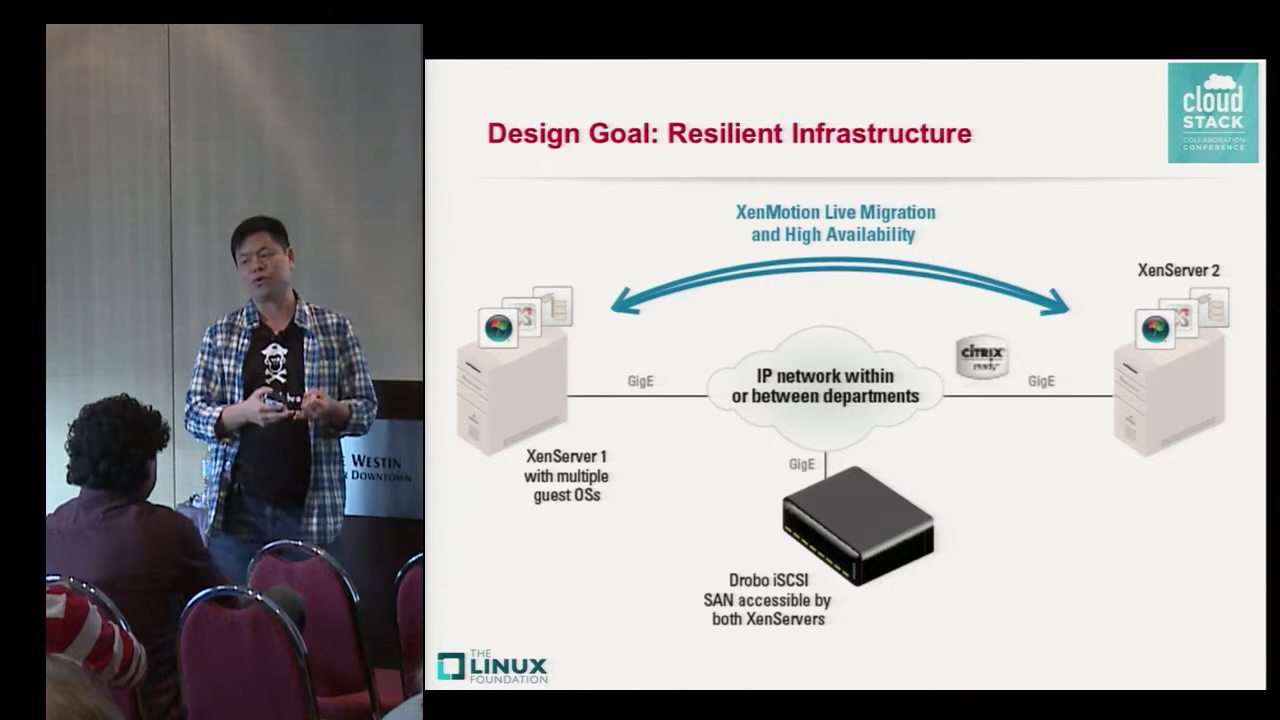 Design Goal: Resilient Infrastructure
cloud
STACK
COLLABORATION
CONFERENCE
XenMotion Live Migration
and High Availability
XenServer 2
CITRIX
ready
IP network within
or between departments
GigE
GigE
GigE
XenServer 1
with multiple
guest OSs
Drobo iSCSI
SAN accessible by
both XenServers
WESTIN
DOWNTOWN
THE
LINUX
FOUNDATION